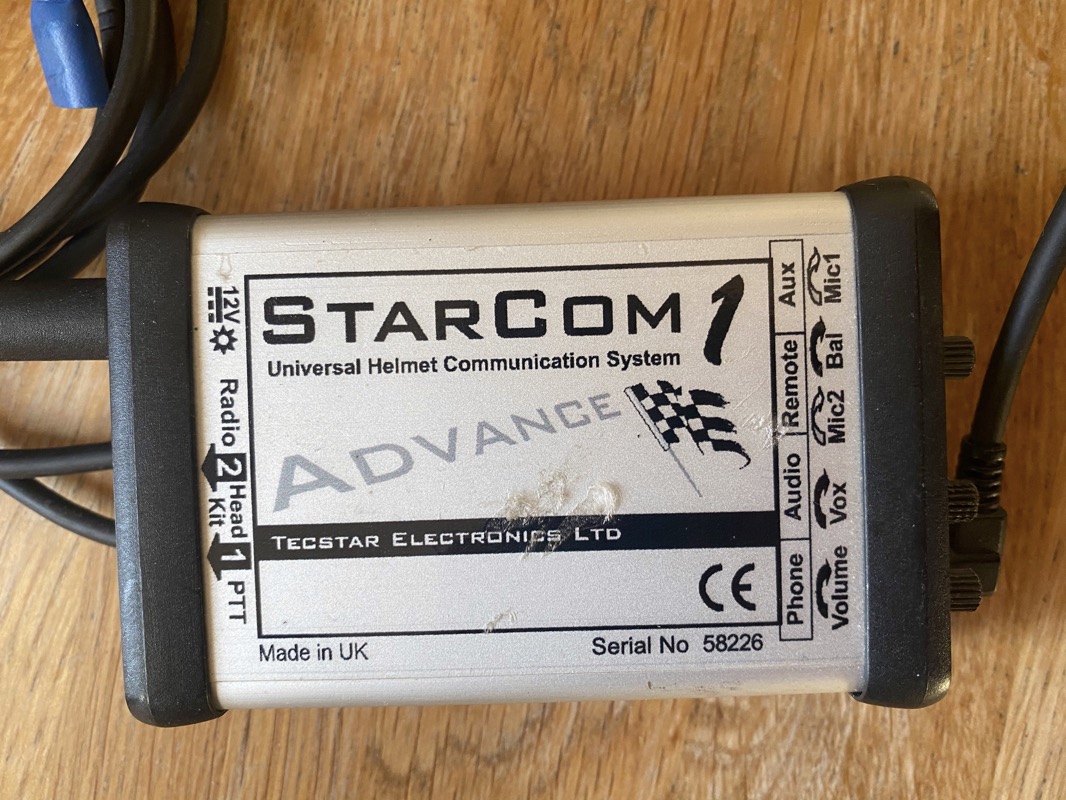 STARCOM 1
Universal Helmet Communication System
ADVANCE
TECSTAR ELECTRONICS LTD
CE
Made in UK
Serial No 58226
12V
Radio
2 Head
Kit 1
PTT
Phone Audio Remote Aux
Volume Vox Mic2 Bal Mic1